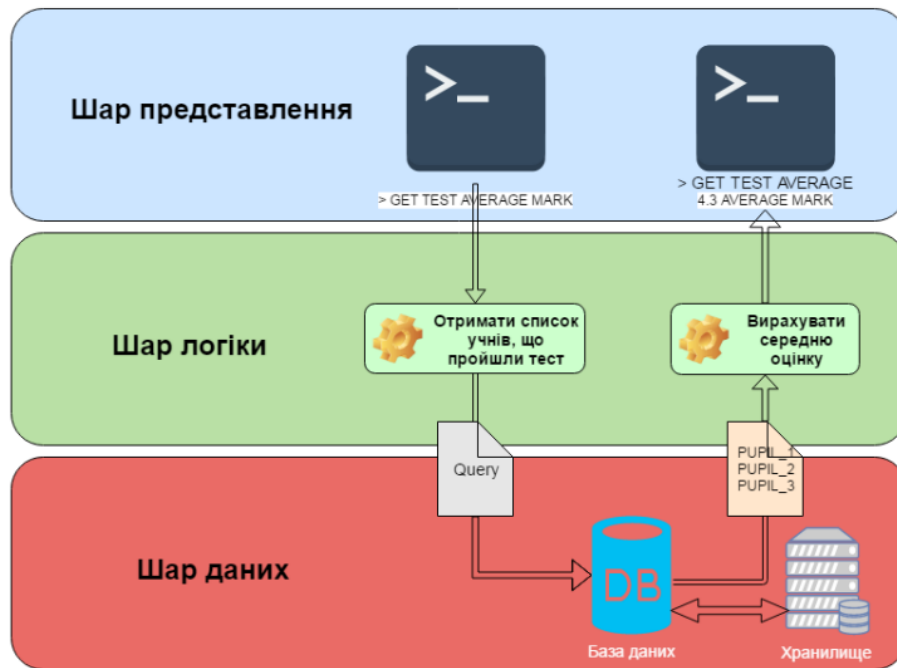 Шар представлення
>_
>_
> GET TEST AVERAGE MARK
> GET TEST AVERAGE
4.3 AVERAGE MARK
Шар логіки
Отримати список
учнів, що
пройшли тест
Вирахувати
середню
оцінку
Query
PUPIL_1
PUPIL_2
PUPIL_3
Шар даних
DB
База даних
Хранилище